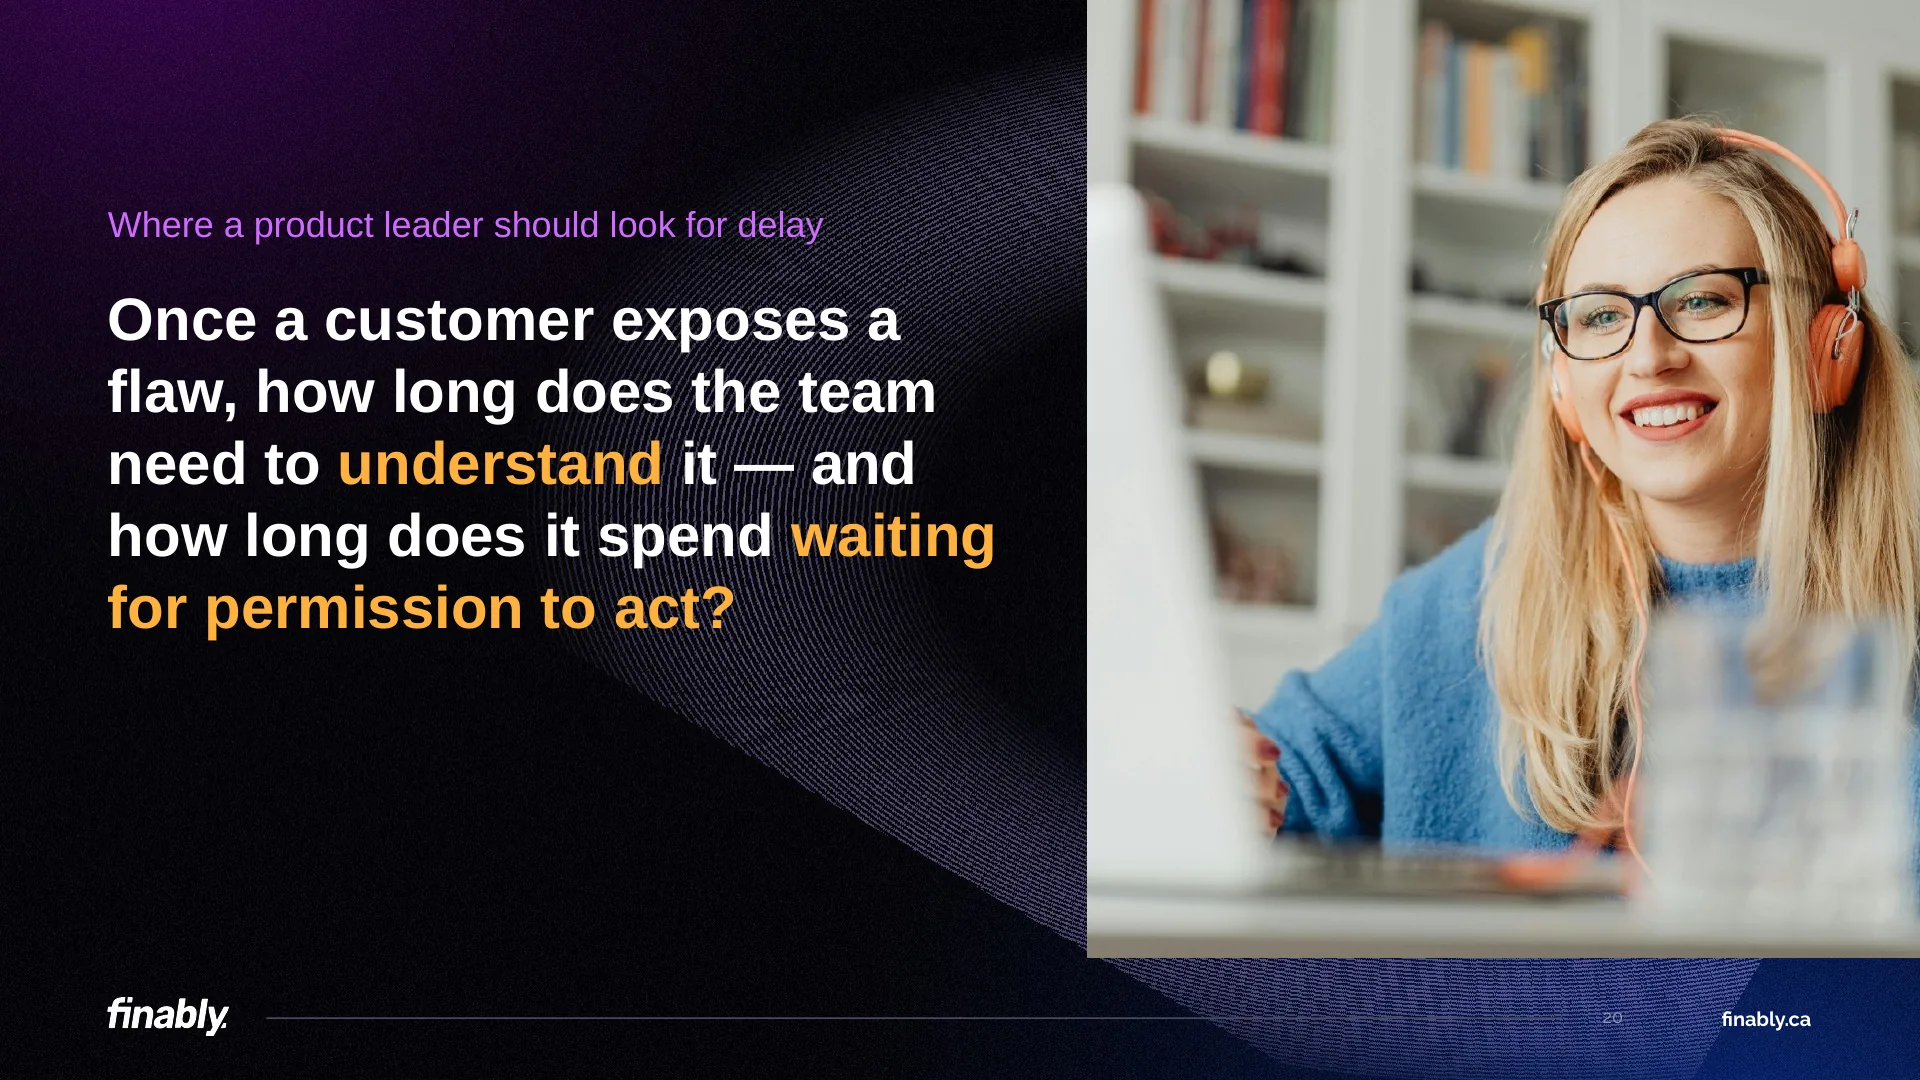 Where a product leader should look for delay
Once a customer exposes a
flaw, how long does the team
need to understand it — and
how long does it spend waiting
for permission to act?
finably.
20
finably.ca